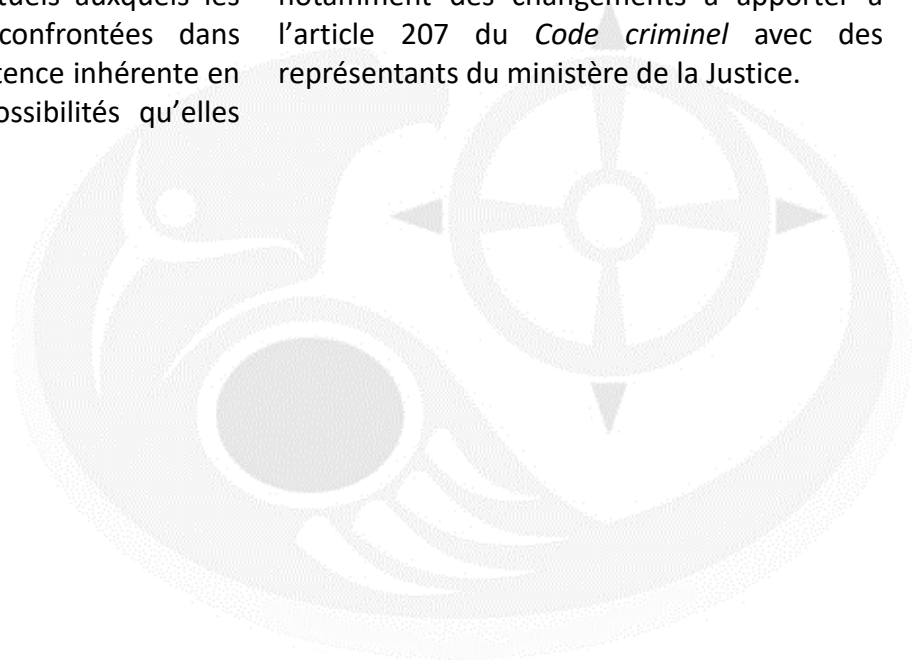 tuels auxquels les
confrontées dans
tence inhérente en
ossibilités qu’elles
notamment des changements à apporter à
l’article 207 du Code criminel avec des
représentants du ministère de la Justice.